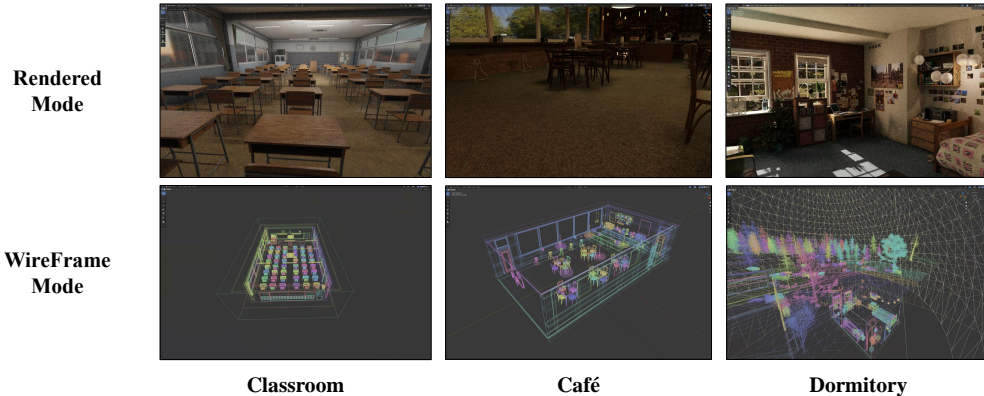 Rendered
Mode
WireFrame
Mode
Classroom
Café
Dormitory